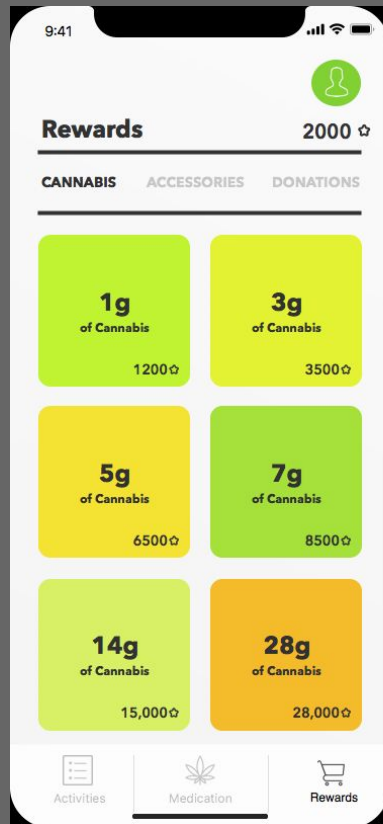 9:41
Rewards
2000
CANNABIS ACCESSORIES DONATIONS
1g
of Cannabis
1200
3g
of Cannabis
3500
5g
of Cannabis
6500
7g
of Cannabis
8500
14g
of Cannabis
15,000
28g
of Cannabis
28,000
Activities Medication Rewards